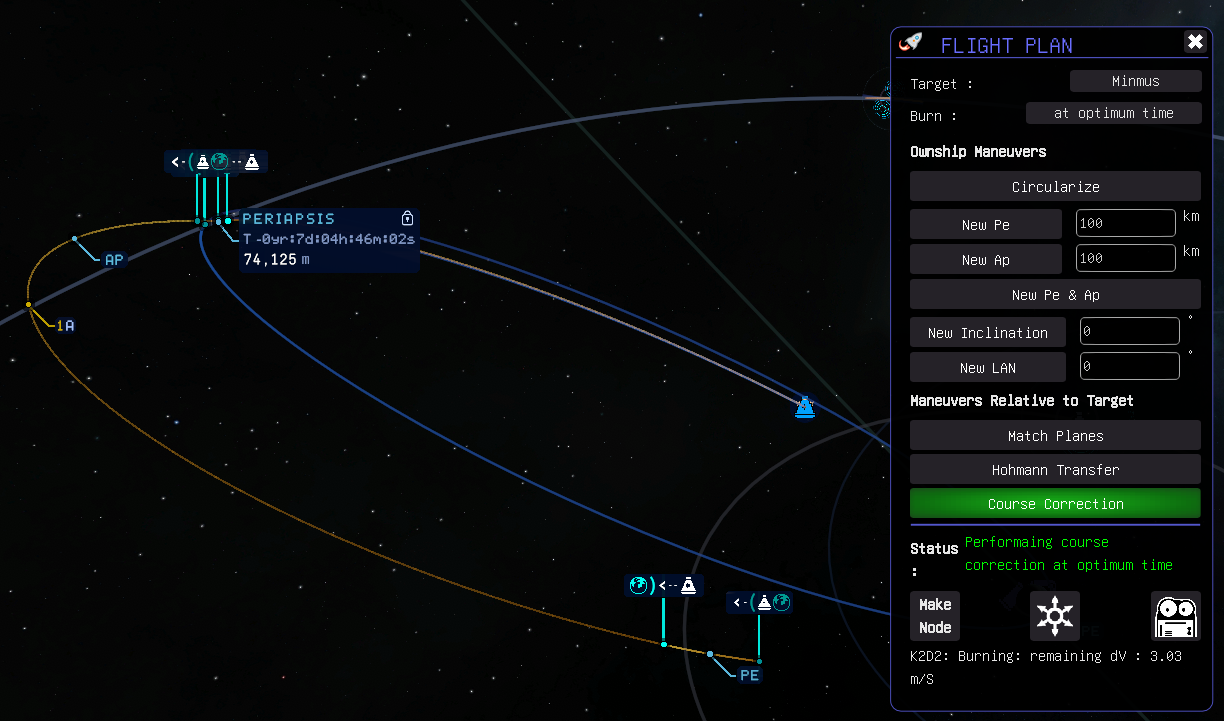 PERIAPSIS
T -0yr:7d:04h:46m:02s
74,125 m
AP
1A
PE
FLIGHT PLAN
Target :
Minmus
Burn :
at optimum time
Ownship Maneuvers
Circularize
New Pe
100
km
New Ap
100
km
New Pe & Ap
New Inclination
0
°
New LAN
0
°
Maneuvers Relative to Target
Match Planes
Hohmann Transfer
Course Correction
Status
:
Performaing course
correction at optimum time
Make
Node
PE
K2D2: Burning: remaining dV : 3.03
m/S